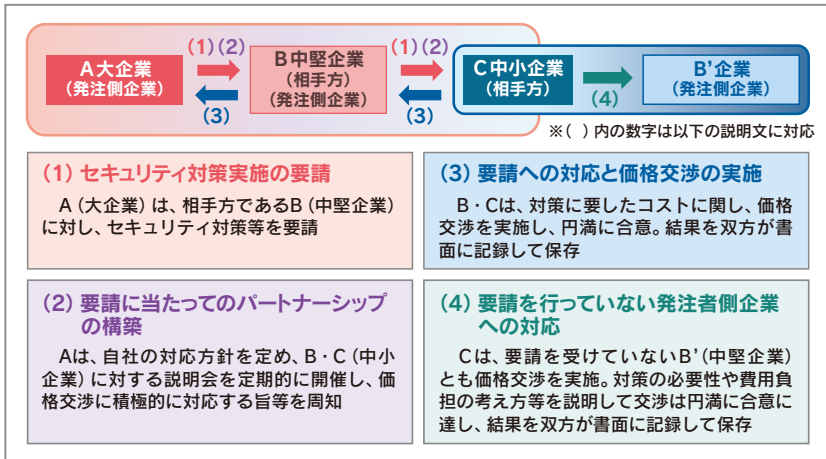 A大企業
(発注側企業)
(1)(2)
(3)
B中堅企業
(相手方)
(発注側企業)
(1)(2)
(3)
C中小企業
(相手方)
(4)
B’企業
(発注側企業)
※( )内の数字は以下の説明文に対応
(1)セキュリティ対策実施の要請
A(大企業)は、相手方であるB(中堅企業)
に対し、セキュリティ対策等を要請
(2)要請に当たってのパートナーシップ
の構築
Aは、自社の対応方針を定め、B・C(中小
企業)に対する説明会を定期的に開催し、価
格交渉に積極的に対応する旨等を周知
(3)要請への対応と価格交渉の実施
B・Cは、対策に要したコストに関し、価格
交渉を実施し、円満に合意。結果を双方が書
面に記録して保存
(4)要請を行っていない発注者側企業
への対応
Cは、要請を受けていないB’(中堅企業)
とも価格交渉を実施。対策の必要性や費用負
担の考え方等を説明して交渉は円満に合意に
達し、結果を双方が書面に記録して保存